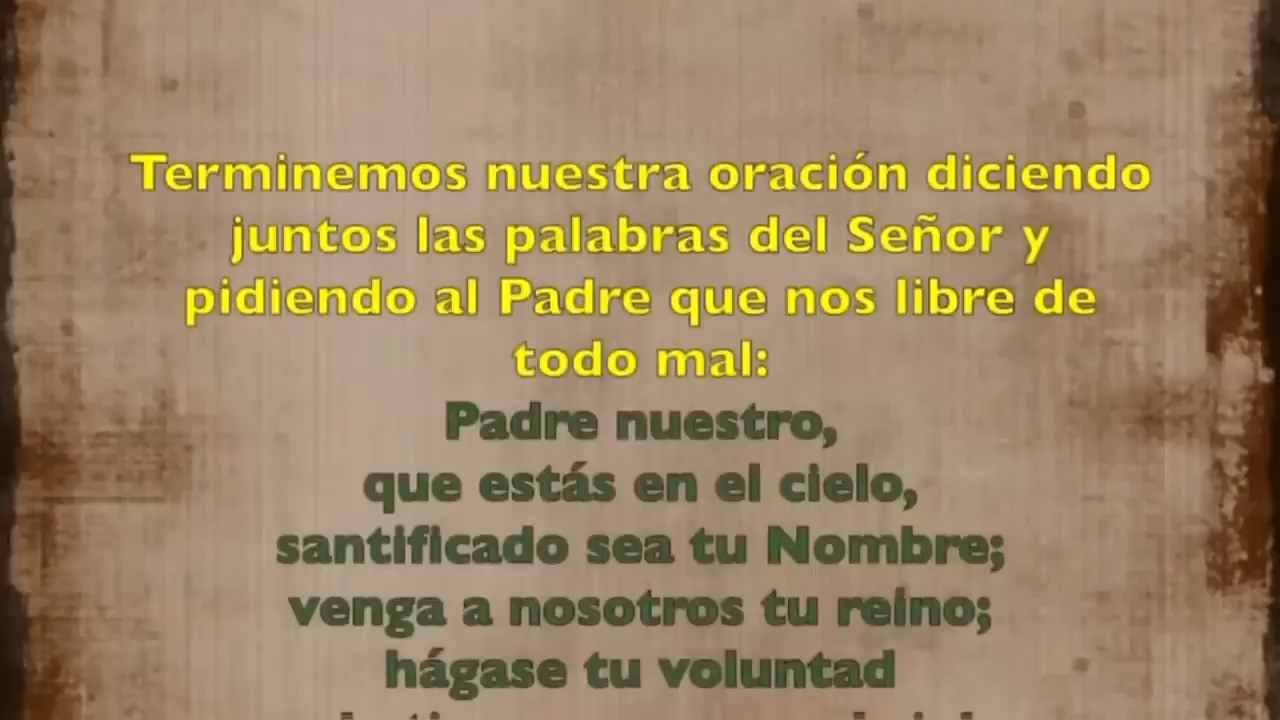 Terminemos nuestra oración diciendo
juntos las palabras del Señor y
pidiendo al Padre que nos libre de
todo mal:
Padre nuestro,
que estás en el cielo,
santificado sea tu Nombre;
venga a nosotros tu reino;
hágase tu voluntad